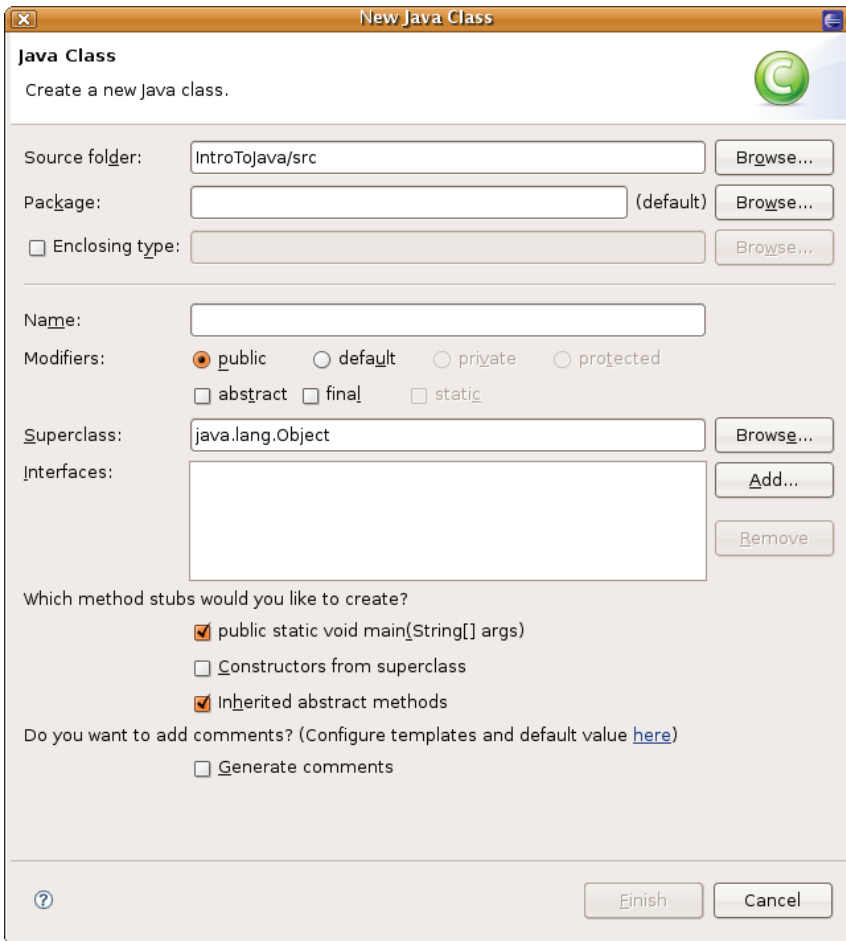 New Java Class
Java Class
Create a new Java class.
Source folder: IntroToJava/src Browse...
Package: (default) Browse...
Enclosing type: Browse...
Name:
Modifiers: public default private protected
abstract final static
Superclass: java.lang.Object Browse...
Interfaces: Add...
Remove
Which method stubs would you like to create?
public static void main(String[] args)
Constructors from superclass
Inherited abstract methods
Do you want to add comments? (Configure templates and default value here)
Generate comments
? Finish Cancel